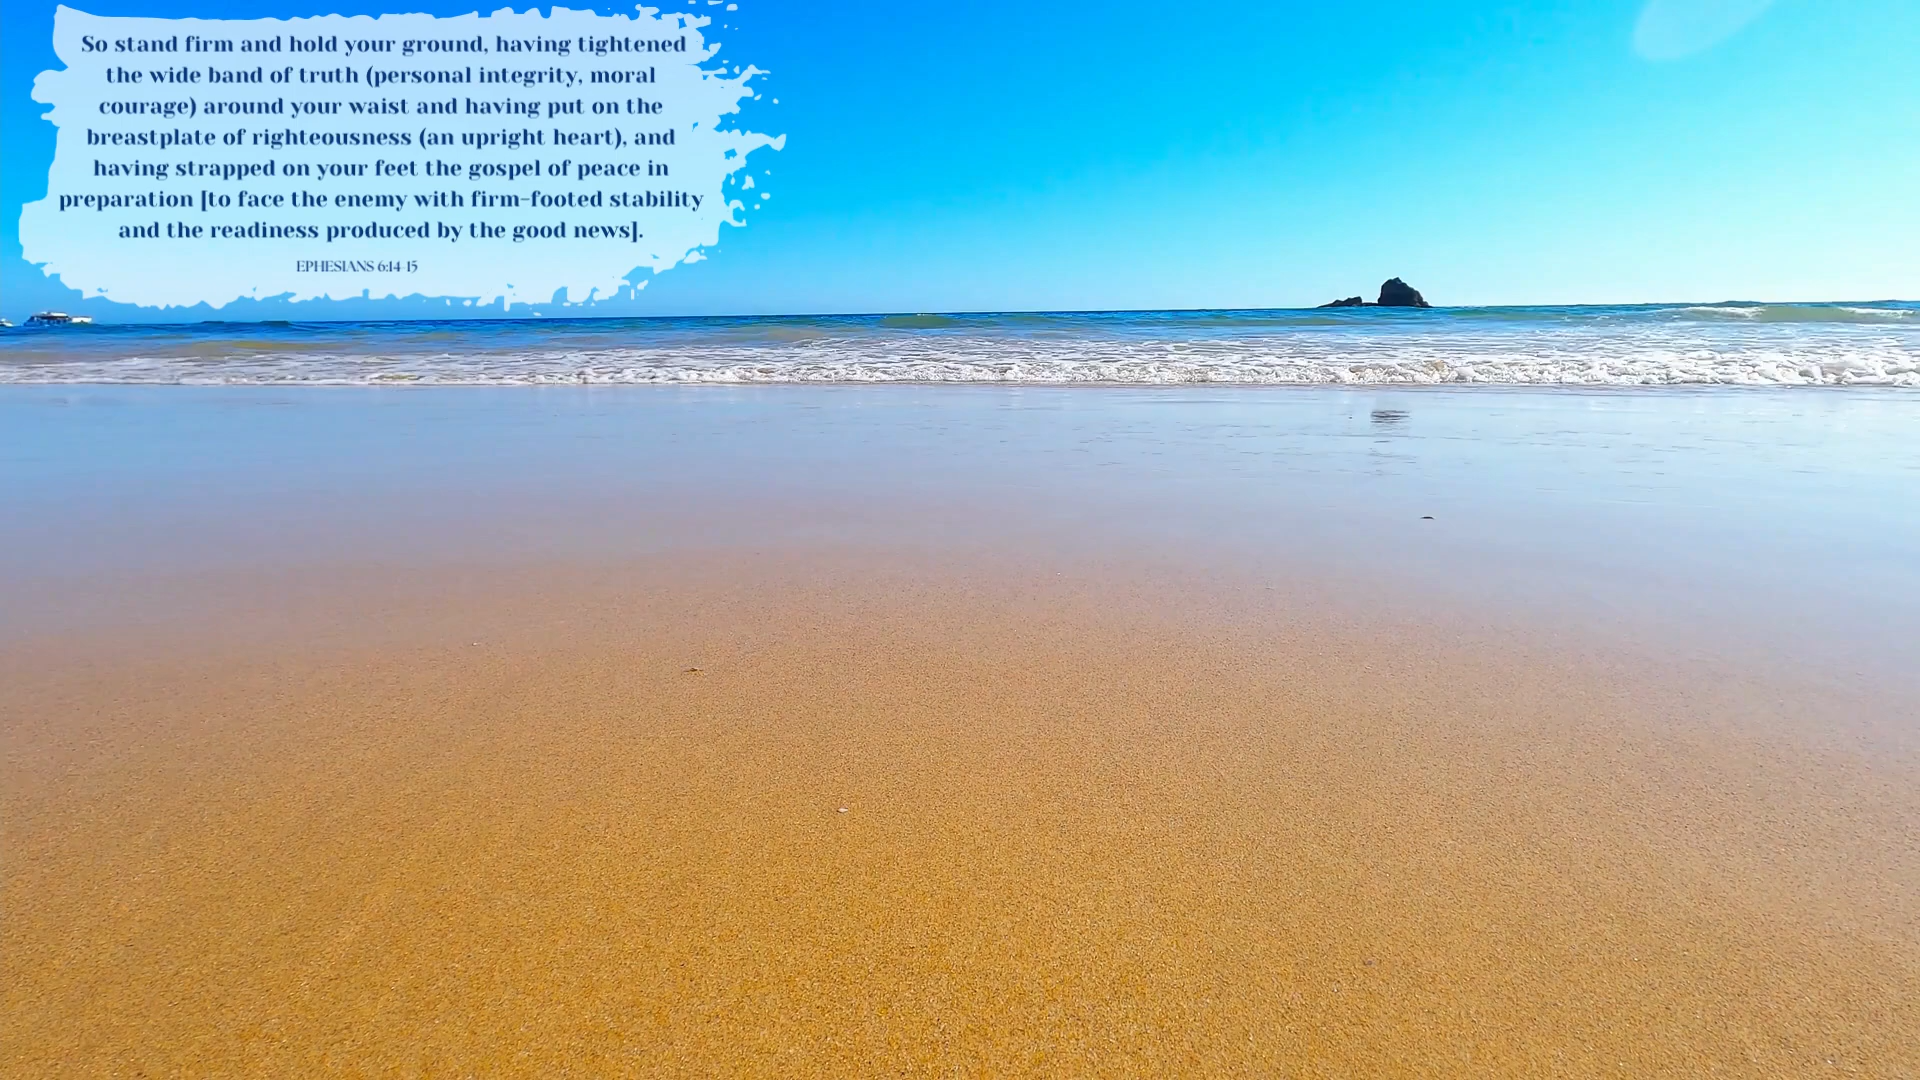 So stand firm and hold your ground, having tightened
the wide band of truth (personal integrity, moral
courage) around your waist and having put on the
breastplate of righteousness (an upright heart), and
having strapped on your feet the gospel of peace in
preparation [to face the enemy with firm-footed stability
and the readiness produced by the good news].
EPHESIANS 6:14-15